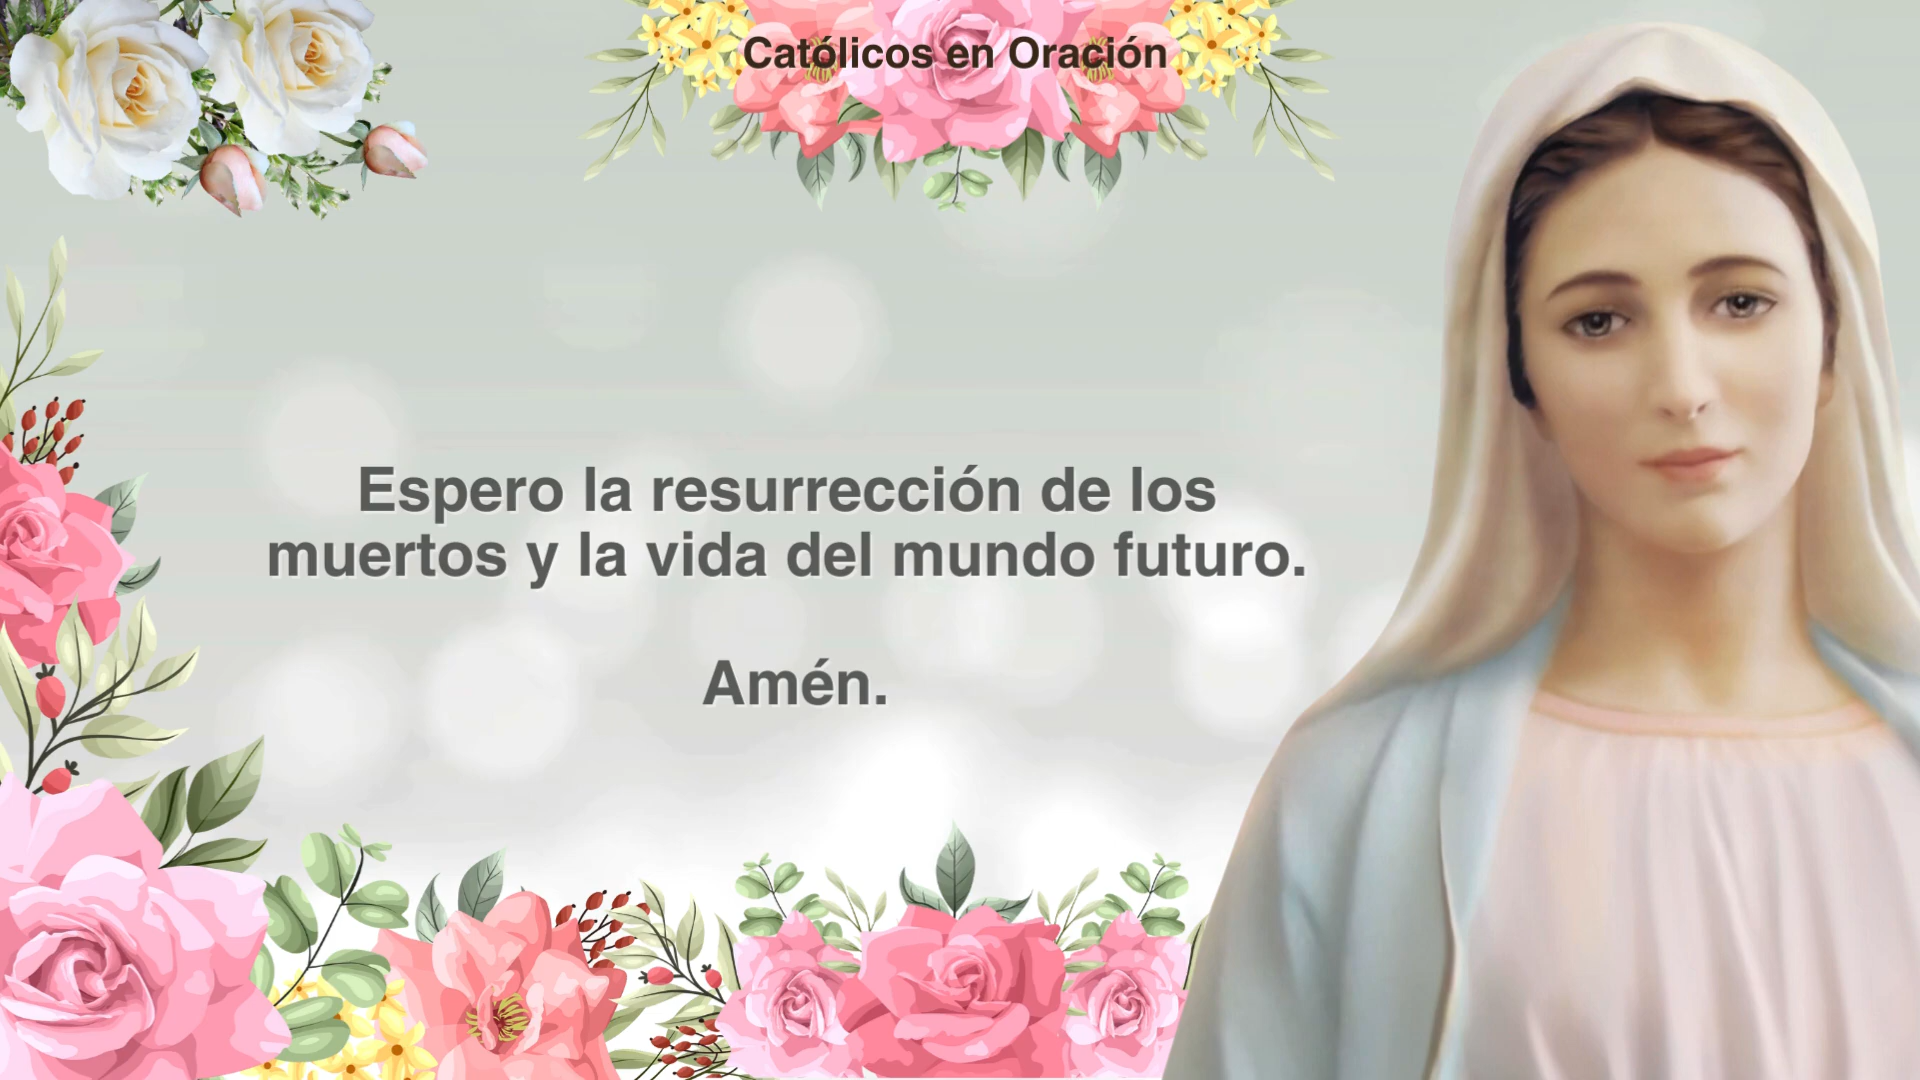 Católicos en Oración
Espero la resurrección de los
muertos y la vida del mundo futuro.
Amén.